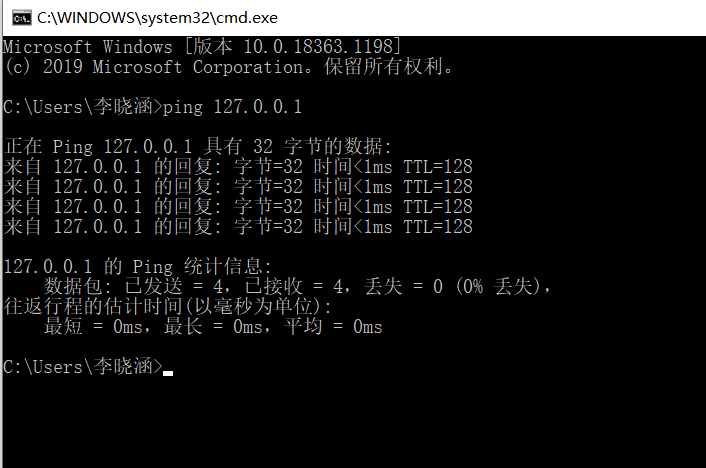 C:\WINDOWS\system32\cmd.exe
Microsoft Windows [版本 10.0.18363.1198]
(c) 2019 Microsoft Corporation。保留所有权利。
C:\Users\李晓涵>ping 127.0.0.1
正在 Ping 127.0.0.1 具有 32 字节的数据:
来自 127.0.0.1 的回复: 字节=32 时间<1ms TTL=128
来自 127.0.0.1 的回复: 字节=32 时间<1ms TTL=128
来自 127.0.0.1 的回复: 字节=32 时间<1ms TTL=128
来自 127.0.0.1 的回复: 字节=32 时间<1ms TTL=128
127.0.0.1 的 Ping 统计信息:
数据包: 已发送 = 4，已接收 = 4，丢失 = 0 (0% 丢失)，
往返行程的估计时间(以毫秒为单位):
最短 = 0ms，最长 = 0ms，平均 = 0ms
C:\Users\李晓涵>